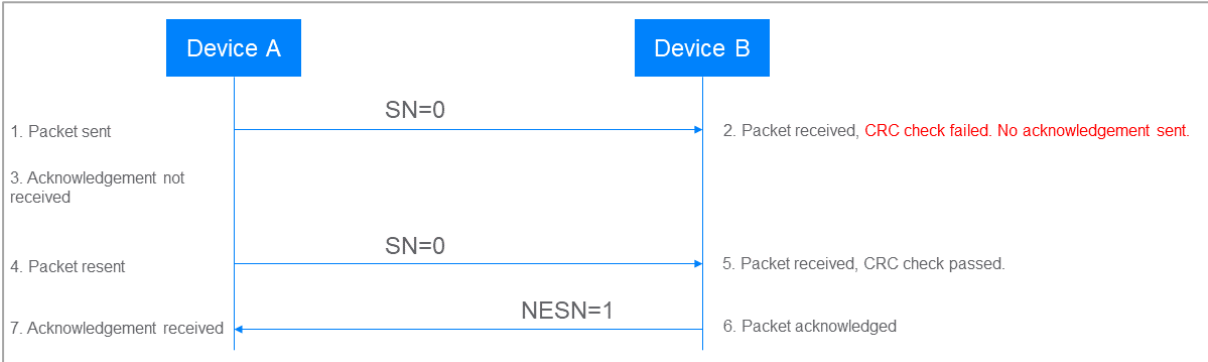 Device A
Device B
SN=0
1. Packet sent
2. Packet received, CRC check failed. No acknowledgement sent.
3. Acknowledgement not
received
SN=0
4. Packet resent
5. Packet received, CRC check passed.
NESN=1
7. Acknowledgement received
6. Packet acknowledged